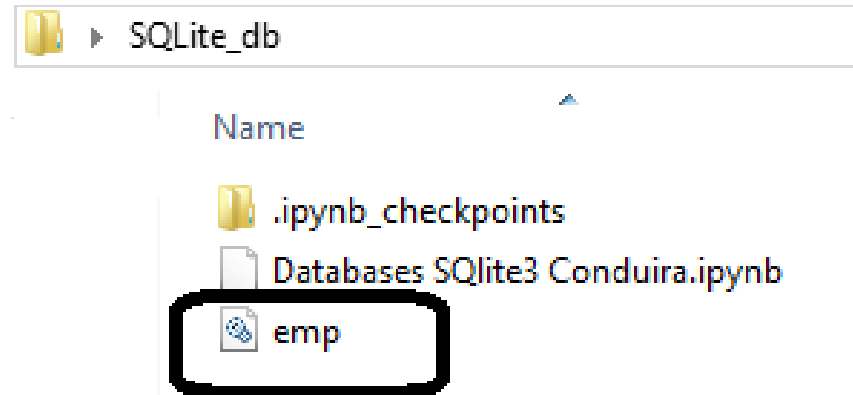 SQLite_db
Name
.ipynb_checkpoints
Databases SQlite3 Conduira.ipynb
emp